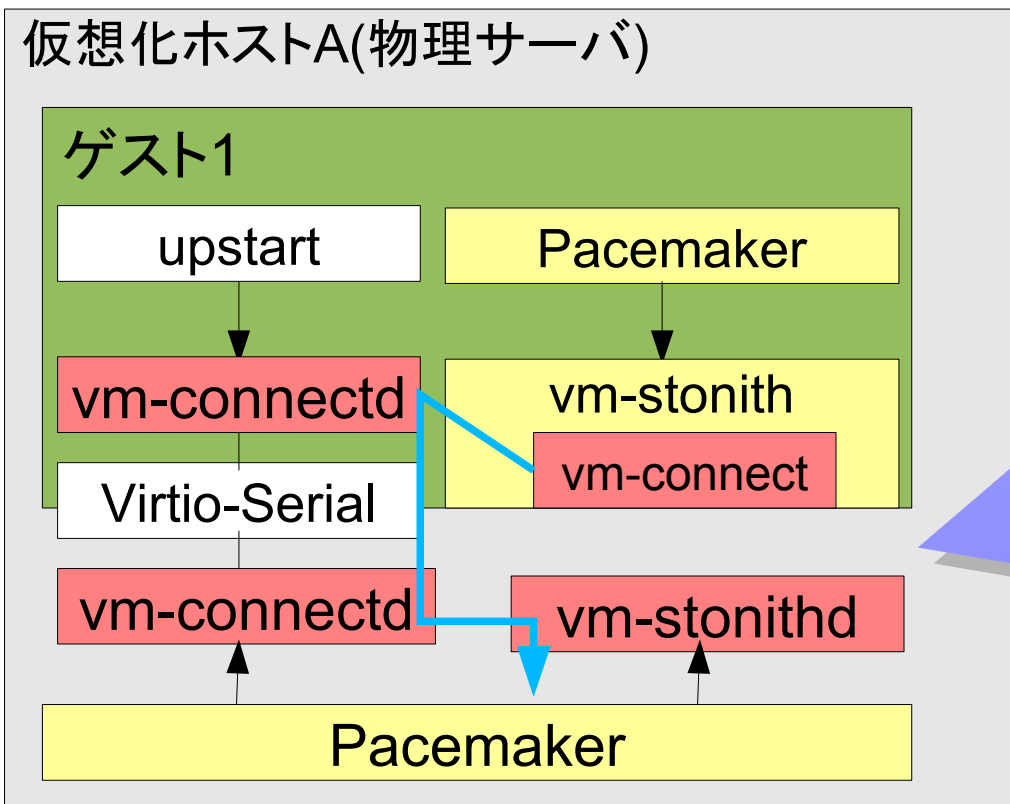 仮想化ホストA(物理サーバ)
ゲスト1
upstart
Pacemaker
vm-connectd
vm-stonith
vm-connect
Virtio-Serial
vm-connectd
vm-stonithd
Pacemaker